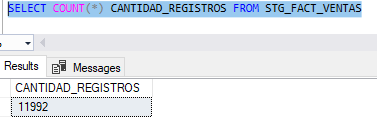 SELECT COUNT(*) CANTIDAD_REGISTROS FROM STG_FACT_VENTAS
Results Messages
CANTIDAD_REGISTROS
11992